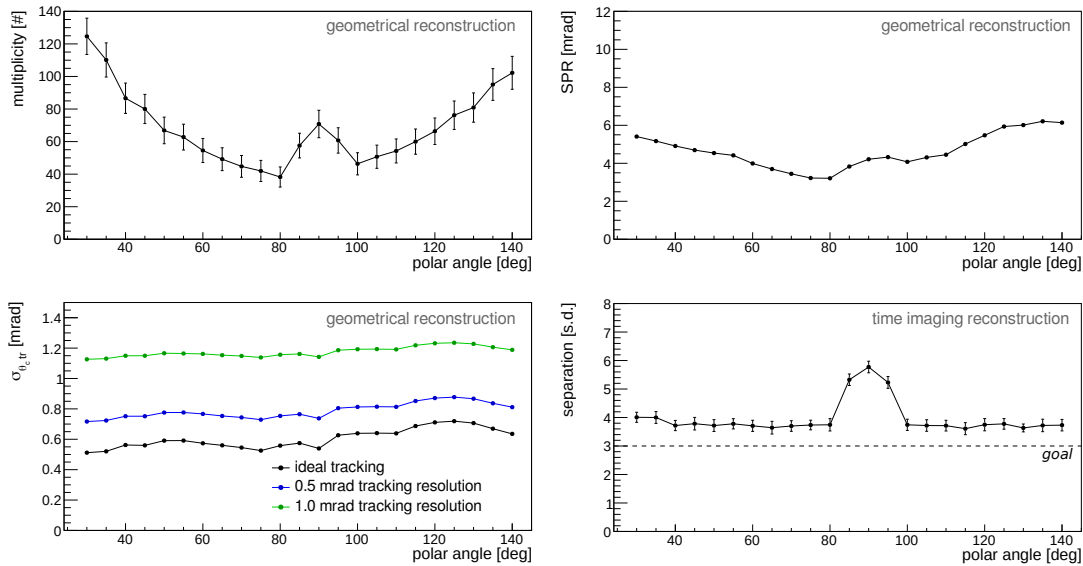 geometrical reconstruction
multiplicity [#]
140
120
100
80
60
40
20
0
40 60 80 100 120 140
polar angle [deg]
geometrical reconstruction
SPR [mrad]
12
10
8
6
4
2
0
40 60 80 100 120 140
polar angle [deg]
geometrical reconstruction
σθc tr [mrad]
1.4
1.2
1
0.8
0.6
0.4
0.2
0
ideal tracking
0.5 mrad tracking resolution
1.0 mrad tracking resolution
40 60 80 100 120 140
polar angle [deg]
time imaging reconstruction
separation [s.d.]
8
7
6
5
4
3
2
1
0
goal
40 60 80 100 120 140
polar angle [deg]